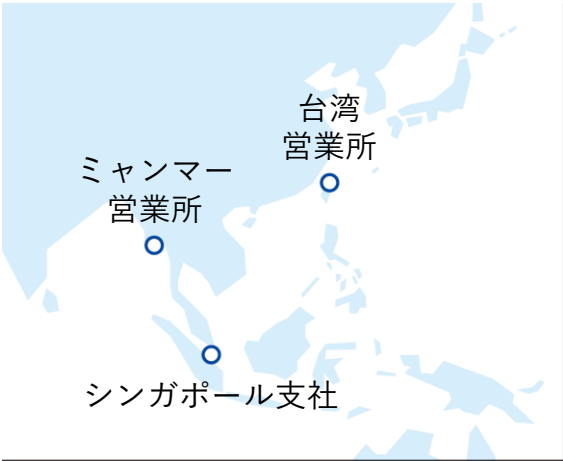 台湾
営業所
ミャンマー
営業所
シンガポール支社